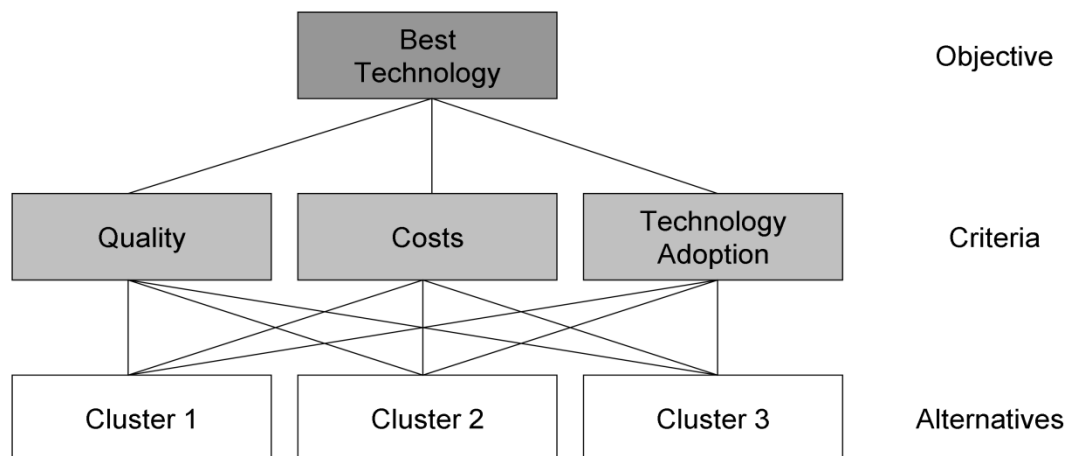 Best
Technology
Objective
Quality
Costs
Technology
Adoption
Criteria
Cluster 1
Cluster 2
Cluster 3
Alternatives